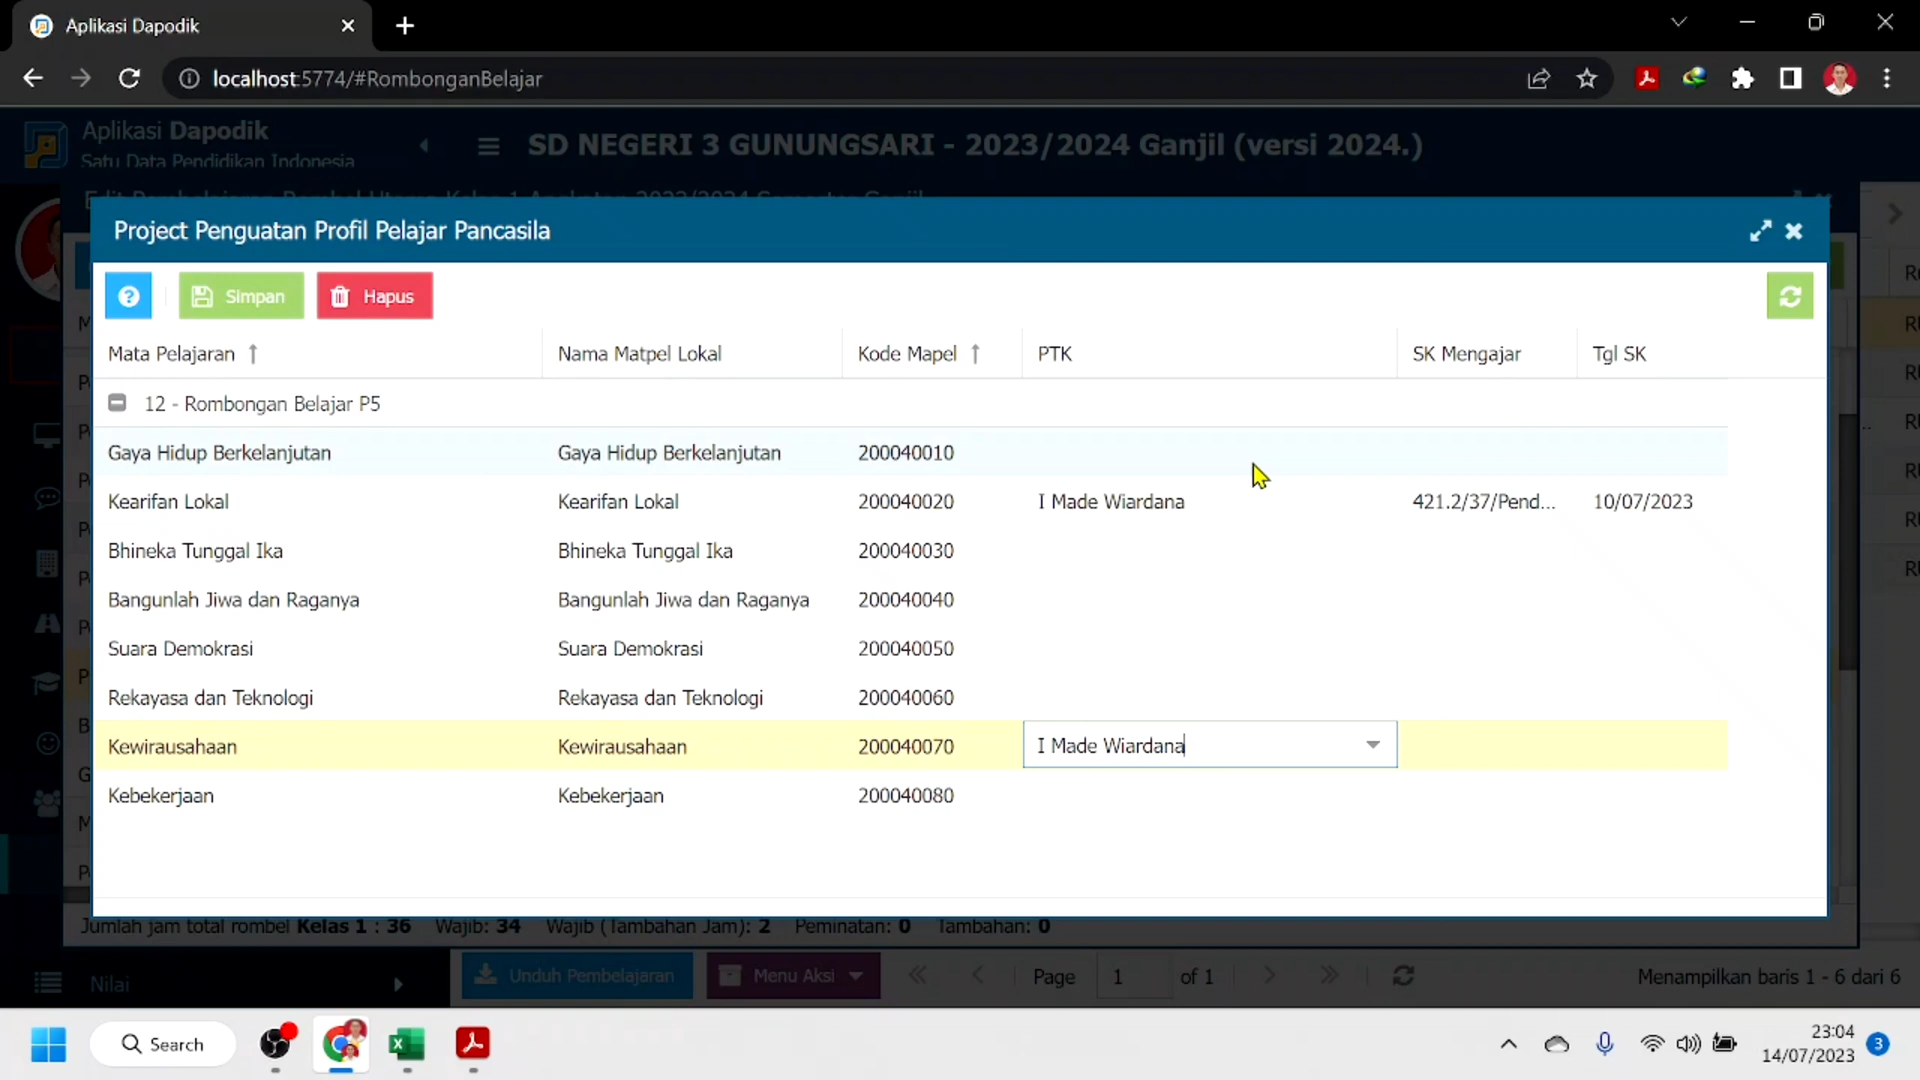 Aplikasi Dapodik
localhost:5774/#RombonganBelajar
Aplikasi Dapodik
Satu Data Pendidikan Indonesia
SD NEGERI 3 GUNUNGSARI - 2023/2024 Ganjil (versi 2024.)
Project Penguatan Profil Pelajar Pancasila
Simpan Hapus
Mata Pelajaran Nama Matpel Lokal Kode Mapel PTK SK Mengajar Tgl SK
12 - Rombongan Belajar P5
Gaya Hidup Berkelanjutan Gaya Hidup Berkelanjutan 200040010
Kearifan Lokal Kearifan Lokal 200040020 I Made Wiardana 421.2/37/Pend... 10/07/2023
Bhineka Tunggal Ika Bhineka Tunggal Ika 200040030
Bangunlah Jiwa dan Raganya Bangunlah Jiwa dan Raganya 200040040
Suara Demokrasi Suara Demokrasi 200040050
Rekayasa dan Teknologi Rekayasa dan Teknologi 200040060
Kewirausahaan Kewirausahaan 200040070 I Made Wiardana
Kebekerjaan Kebekerjaan 200040080
Jumlah jam total rombel Kelas 1 : 36 Wajib: 34 Wajib (Tambahan Jam): 2 Peminatan: 0 Tambahan: 0
Nilai Unduh Pembelajaran Menu Aksi Page 1 of 1 Menampilkan baris 1 - 6 dari 6
Search 23:04
14/07/2023 3